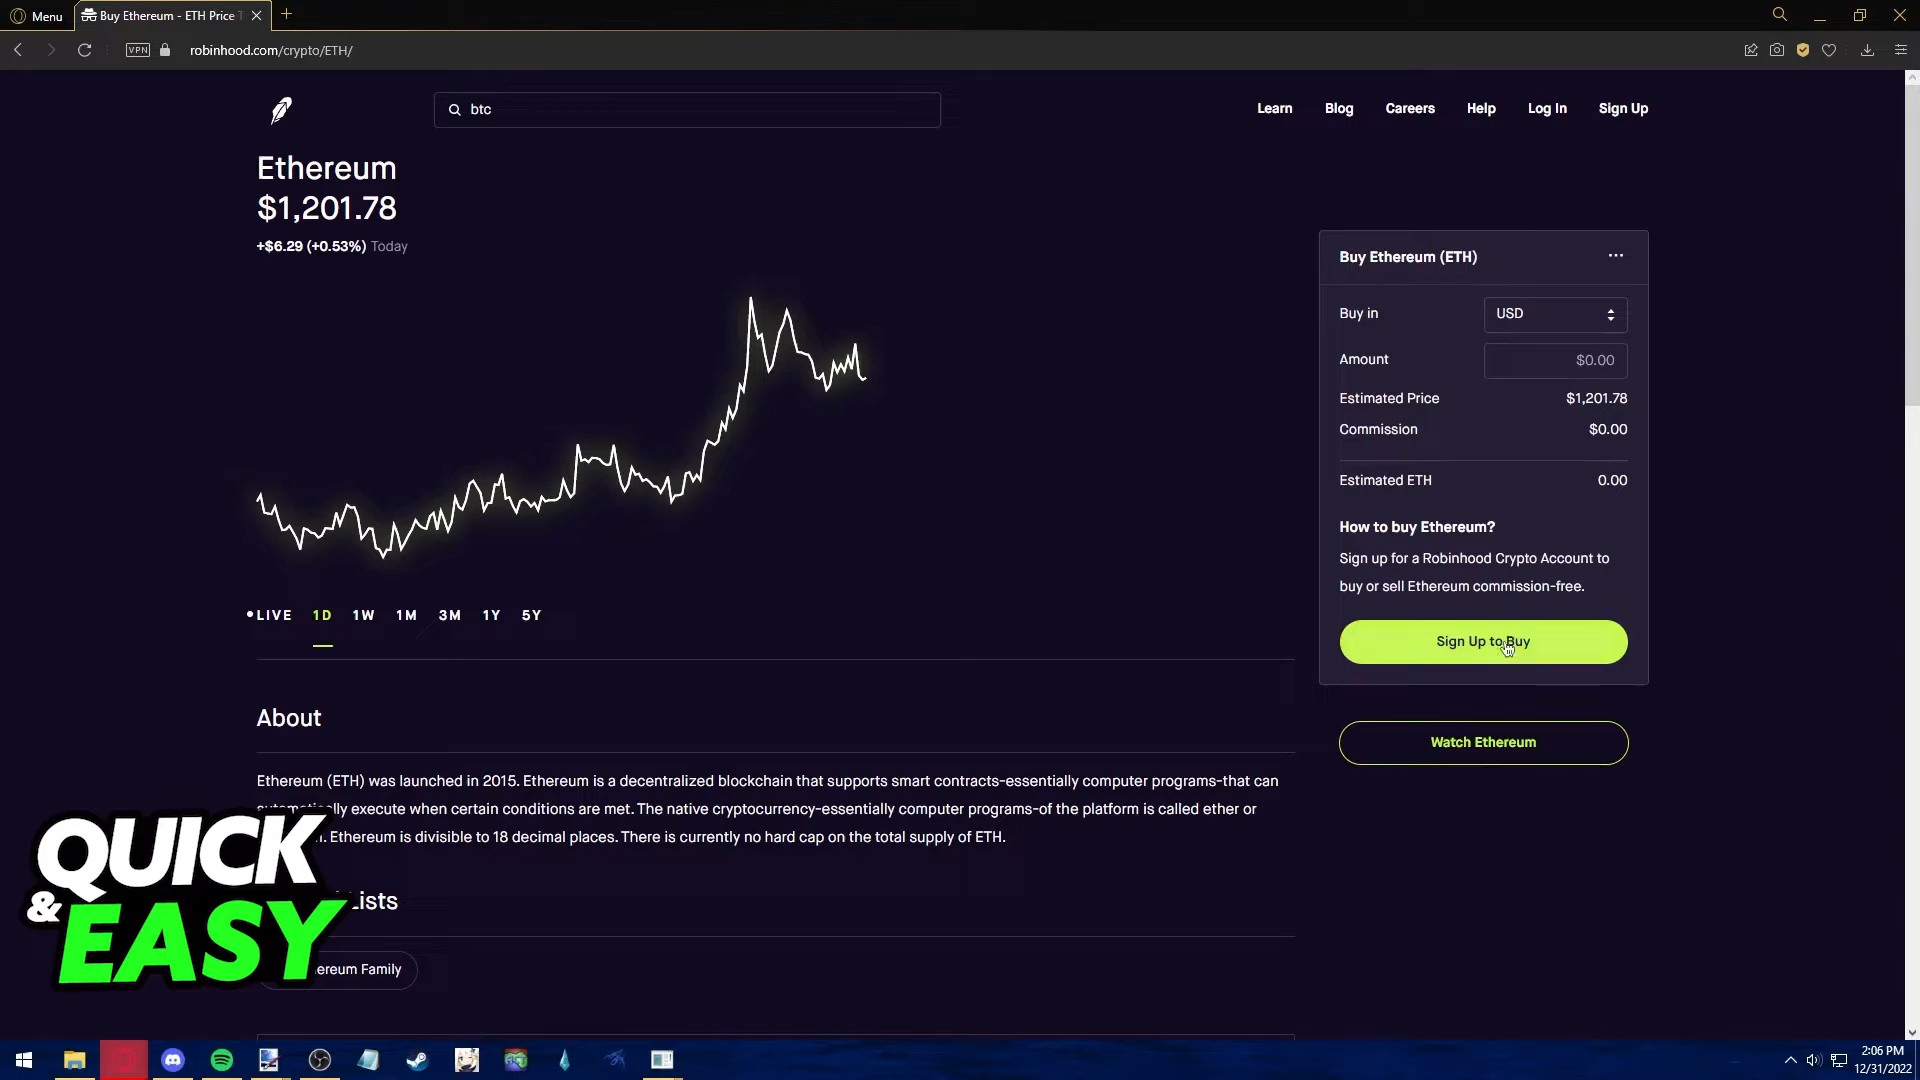 Menu
Buy Ethereum - ETH Price T
VPN
robinhood.com/crypto/ETH/
btc
Learn
Blog
Careers
Help
Log In
Sign Up
Ethereum
$1,201.78
+$6.29 (+0.53%) Today
LIVE 1D 1W 1M 3M 1Y 5Y
Buy Ethereum (ETH)
Buy in USD
Amount $0.00
Estimated Price $1,201.78
Commission $0.00
Estimated ETH 0.00
How to buy Ethereum?
Sign up for a Robinhood Crypto Account to
buy or sell Ethereum commission-free.
Sign Up to Buy
Watch Ethereum
About
Ethereum (ETH) was launched in 2015. Ethereum is a decentralized blockchain that supports smart contracts-essentially computer programs-that can
automatically execute when certain conditions are met. The native cryptocurrency-essentially computer programs-of the platform is called ether or
Ethereum is divisible to 18 decimal places. There is currently no hard cap on the total supply of ETH.
Lists
Family
QUICK
& EASY
2:06 PM
12/31/2022